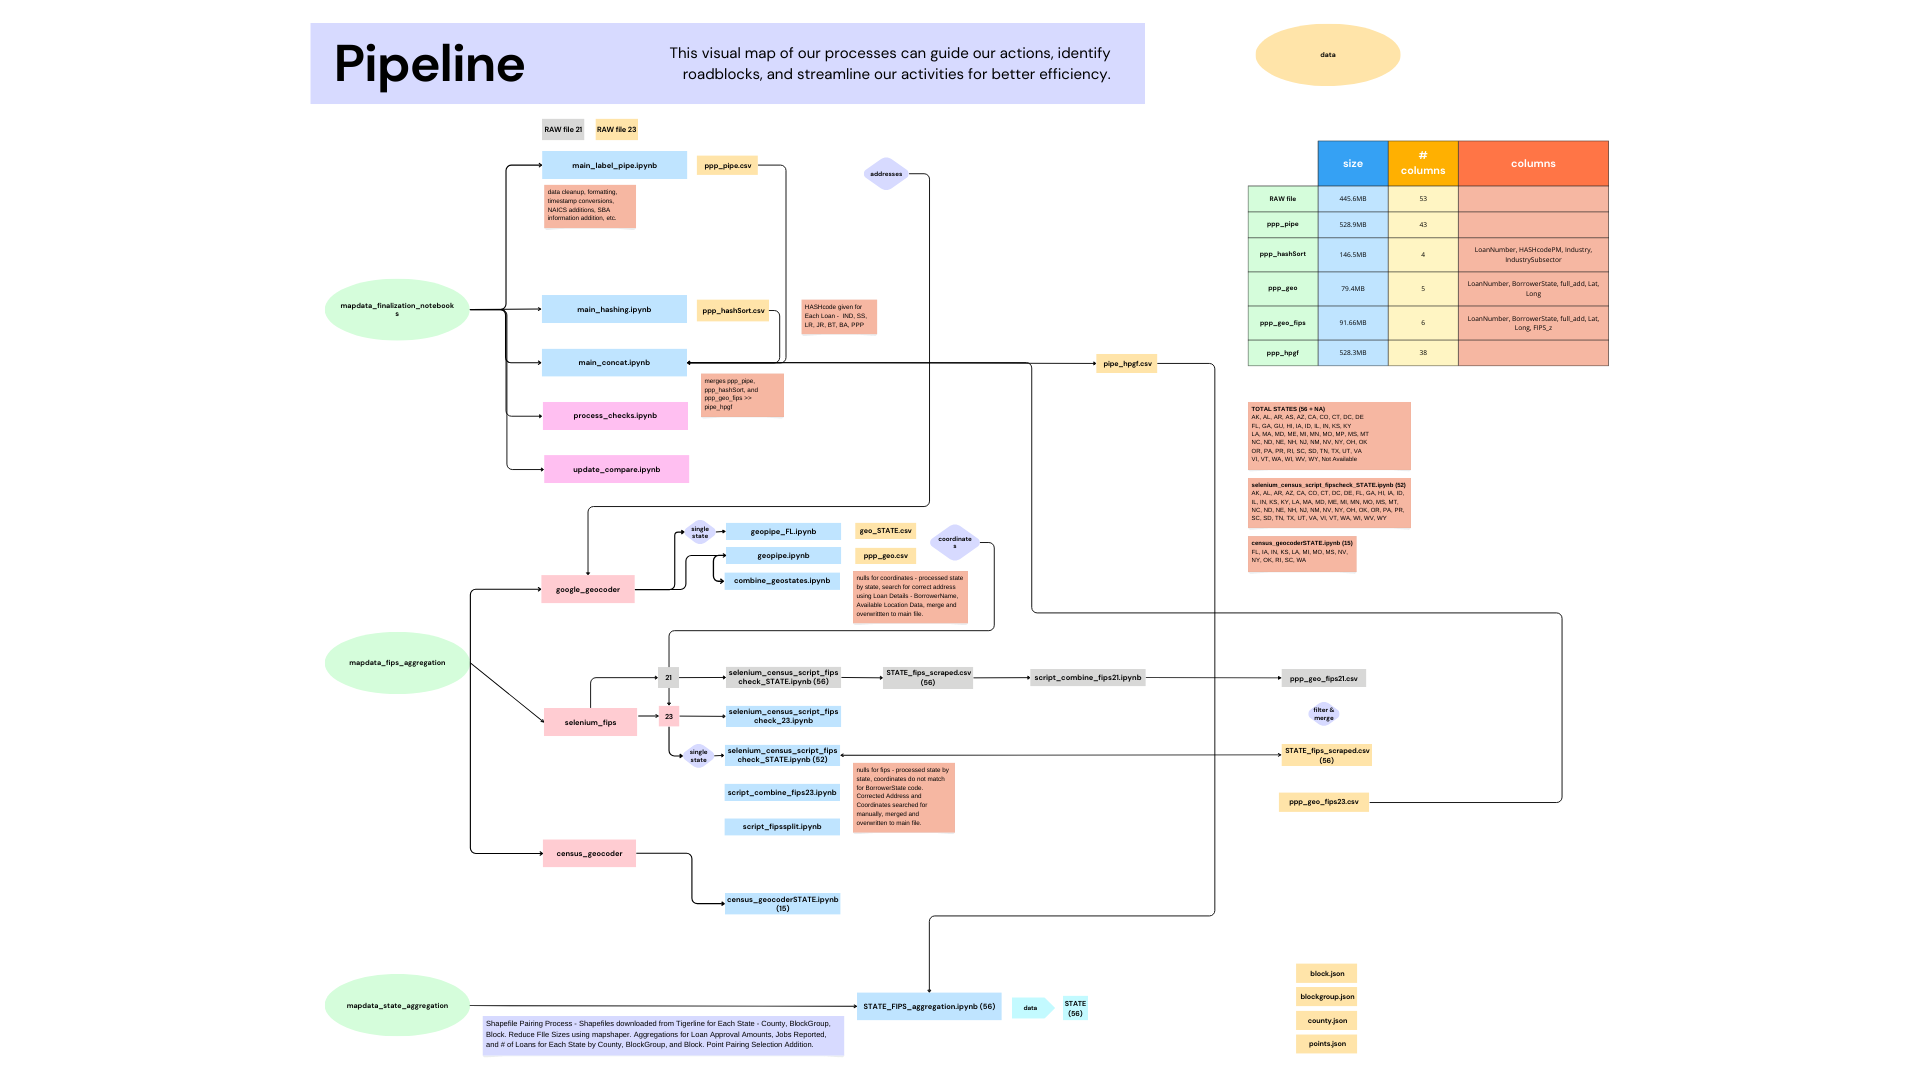 Pipeline
This visual map of our processes can guide our actions, identify
roadblocks, and streamline our activities for better efficiency.
data
RAW file 21
RAW file 23
main_label_pipe.ipynb
ppp_pipe.csv
data cleanup, formatting,
timestamp conversions,
NAICS additions, SBA
information addition, etc.
addresses
mapdata_finalization_notebook
s
main_hashing.ipynb
ppp_hashSort.csv
HASHcode given for
Each Loan - IND, SS,
LR, JR, BT, BA, PPP
main_concat.ipynb
merges ppp_pipe,
ppp_hashSort, and
ppp_geo_fips >>
pipe_hpgf
pipe_hpgf.csv
process_checks.ipynb
update_compare.ipynb
size
#
columns
columns
RAW file
445.6MB
53
ppp_pipe
528.9MB
43
ppp_hashSort
146.5MB
4
LoanNumber, HASHcodePM, Industry,
IndustrySubsector
ppp_geo
79.4MB
5
LoanNumber, BorrowerState, full_add, Lat,
Long
ppp_geo_fips
91.66MB
6
LoanNumber, BorrowerState, full_add, Lat,
Long, FIPS_z
ppp_hpgf
528.3MB
38
TOTAL STATES (56 + NA)
AK, AL, AR, AS, AZ, CA, CO, CT, DC, DE
FL, GA, GU, HI, IA, ID, IL, IN, KS, KY
LA, MA, MD, ME, MI, MN, MO, MP, MS, MT
NC, ND, NE, NH, NJ, NM, NV, NY, OH, OK
OR, PA, PR, RI, SC, SD, TN, TX, UT, VA
VI, VT, WA, WI, WV, WY, Not Available
selenium_census_script_fipscheck_STATE.ipynb (52)
AK, AL, AR, AZ, CA, CO, CT, DC, DE, FL, GA, HI, IA, ID,
IL, IN, KS, KY, LA, MA, MD, ME, MI, MN, MO, MS, MT,
NC, ND, NE, NH, NJ, NM, NV, NY, OH, OK, OR, PA, PR,
SC, SD, TN, TX, UT, VA, VI, VT, WA, WI, WV, WY
census_geocoderSTATE.ipynb (15)
FL, IA, IN, KS, LA, MI, MO, MS, NV,
NY, OK, RI, SC, WA
single
state
geopipe_FL.ipynb
geo_STATE.csv
coordinate
s
geopipe.ipynb
ppp_geo.csv
combine_geostates.ipynb
google_geocoder
nulls for coordinates - processed state
by state, search for correct address
using Loan Details - BorrowerName,
Available Location Data, merge and
overwrittten to main file.
mapdata_fips_aggregation
21
selenium_census_script_fips
check_STATE.ipynb (56)
STATE_fips_scraped.csv
(56)
script_combine_fips21.ipynb
ppp_geo_fips21.csv
selenium_fips
23
selenium_census_script_fips
check_23.ipynb
filter &
merge
single
state
selenium_census_script_fips
check_STATE.ipynb (52)
STATE_fips_scraped.csv
(56)
script_combine_fips23.ipynb
nulls for fips - processed state by
state, coordinates do not match
for BorrowerState code.
Corrected Address and
Coordinates searched for
manually, merged and
overwritten to main file.
ppp_geo_fips23.csv
script_fipssplit.ipynb
census_geocoder
census_geocoderSTATE.ipynb
(15)
mapdata_state_aggregation
STATE_FIPS_aggregation.ipynb (56)
data
STATE
(56)
Shapefile Pairing Process - Shapefiles downloaded from Tigerline for Each State - County, BlockGroup,
Block. Reduce FIle Sizes using mapshaper. Aggregations for Loan Approval Amounts, Jobs Reported,
and # of Loans for Each State by County, BlockGroup, and Block. Point Pairing Selection Addition.
block.json
blockgroup.json
county.json
points.json